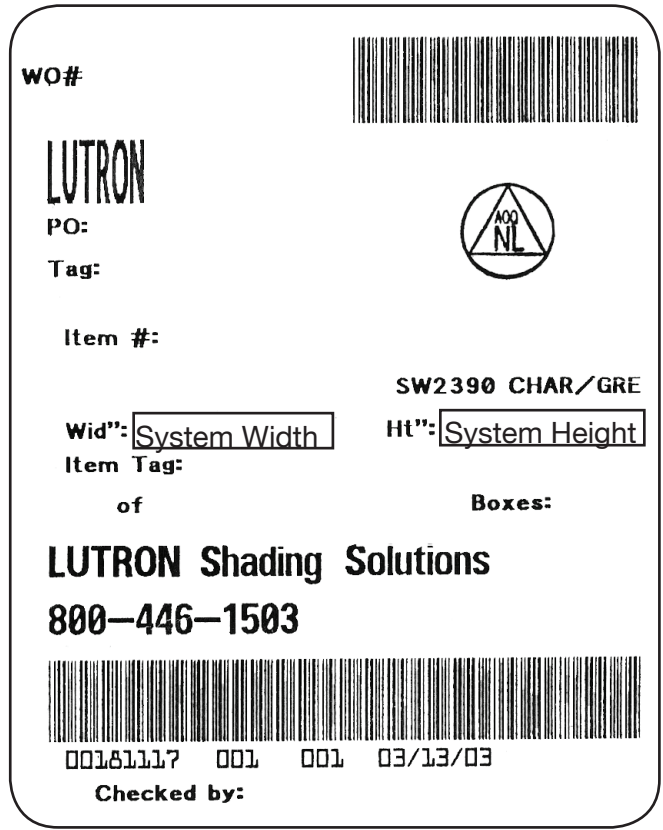 WO#
LUTRON
PO:
AOQ
NL
Tag:
Item #:
SW2390 CHAR/GRE
Wid": System Width Ht": System Height
Item Tag:
of Boxes:
LUTRON Shading Solutions
800-446-1503
00181117 001 001 03/13/03
Checked by: